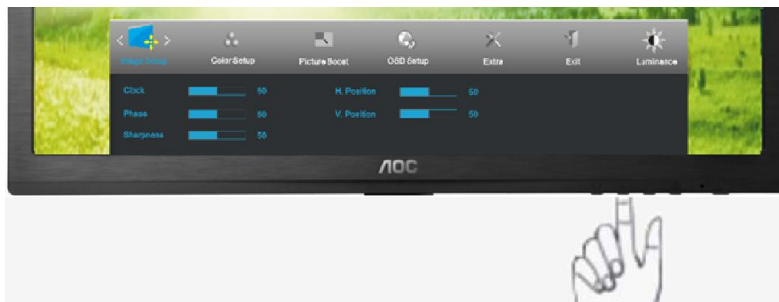 Image Setup
Color Setup
Picture Boost
OSD Setup
Extra
Exit
Luminance
Clock 50 H. Position 50
Phase 50 V. Position 50
Sharpness 50
AOC